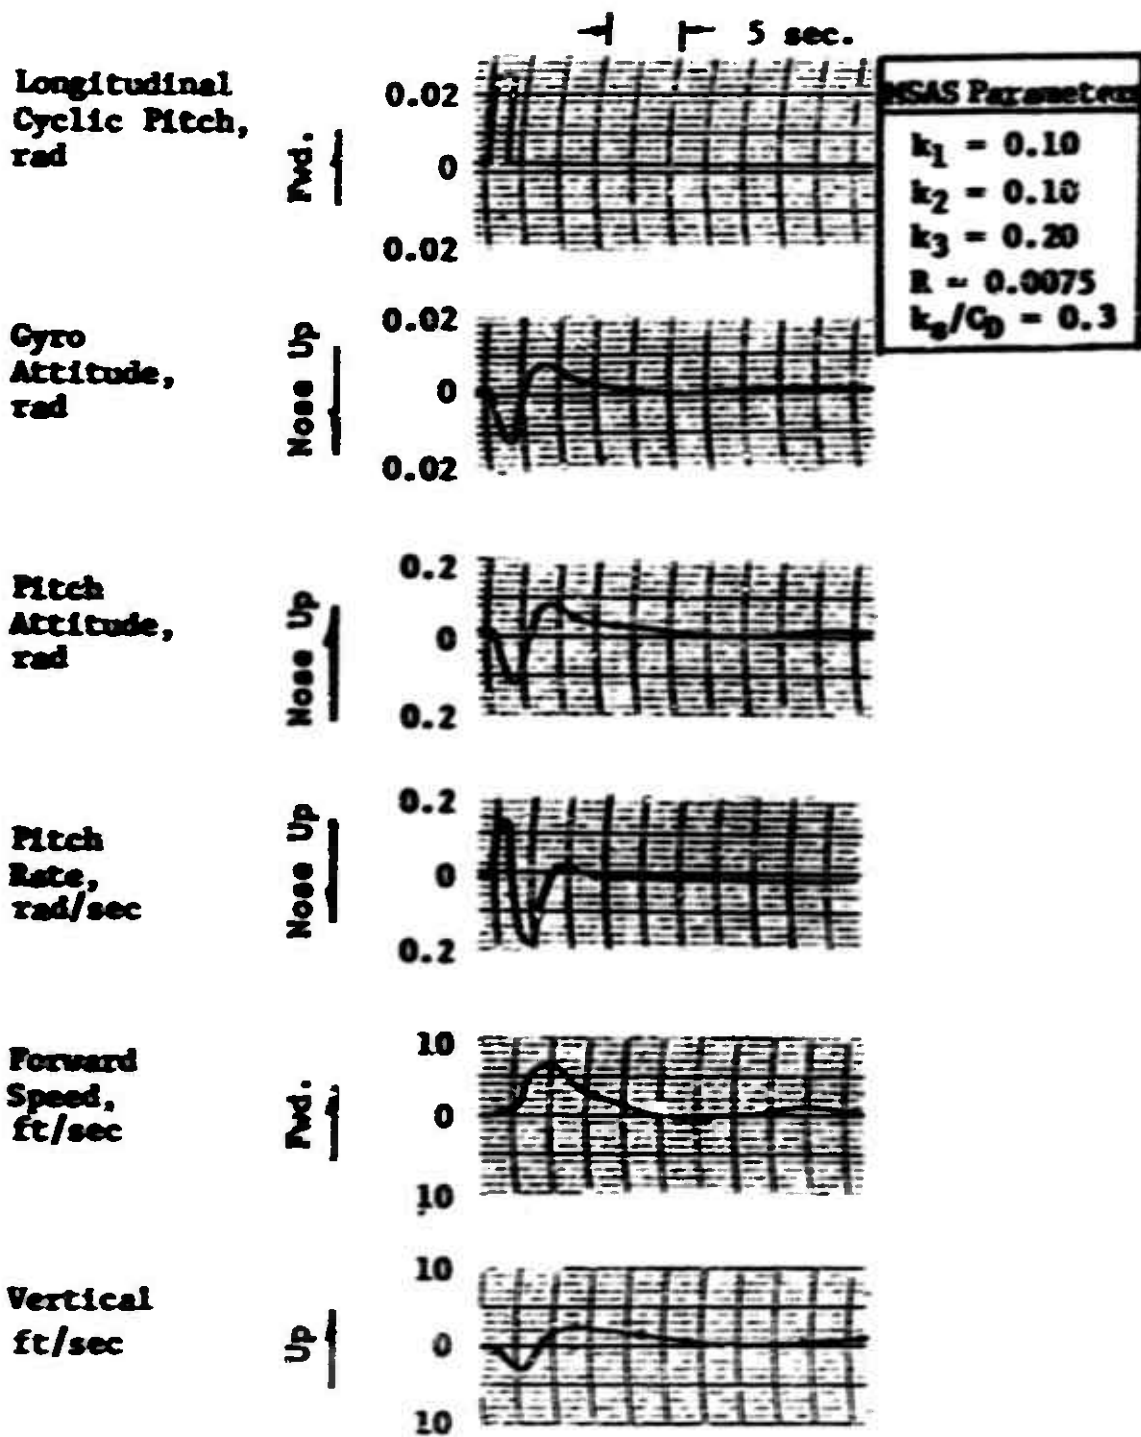 5 sec.
Longitudinal
Cyclic Pitch,
rad
Fwd.
0.02
0
0.02
MSAS Parameters
k1 = 0.10
k2 = 0.10
k3 = 0.20
R = 0.0075
ks/CD = 0.3
Gyro
Attitude,
rad
Nose Up
0.02
0
0.02
Pitch
Attitude,
rad
Nose Up
0.2
0
0.2
Pitch
Rate,
rad/sec
Nose Up
0.2
0
0.2
Forward
Speed,
ft/sec
Fwd.
10
0
10
Vertical
ft/sec
Up
10
0
10